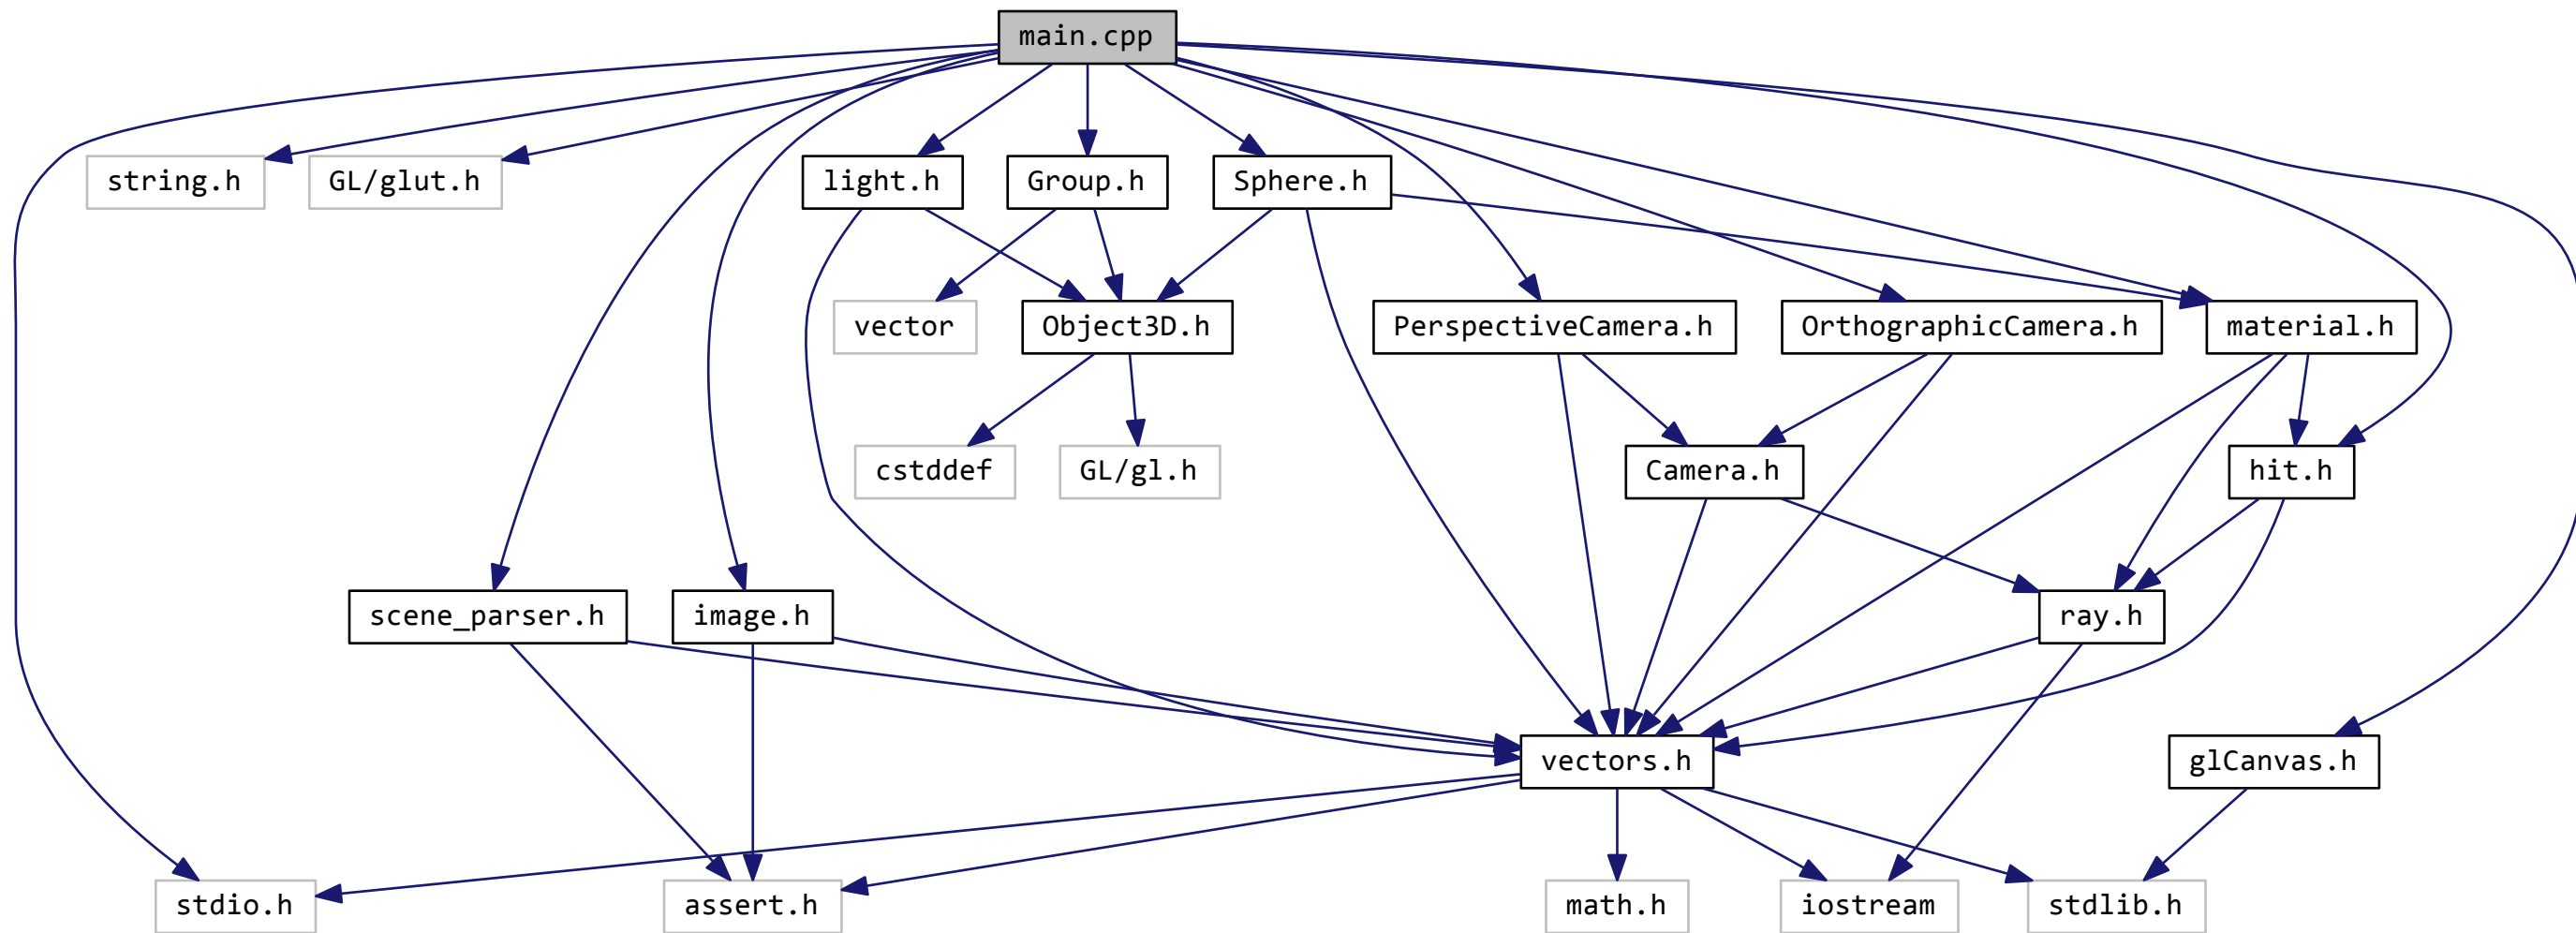 main.cpp
string.h
GL/glut.h
light.h
Group.h
Sphere.h
vector
Object3D.h
PerspectiveCamera.h
OrthographicCamera.h
material.h
cstddef
GL/gl.h
Camera.h
hit.h
scene_parser.h
image.h
ray.h
vectors.h
glCanvas.h
stdio.h
assert.h
math.h
iostream
stdlib.h